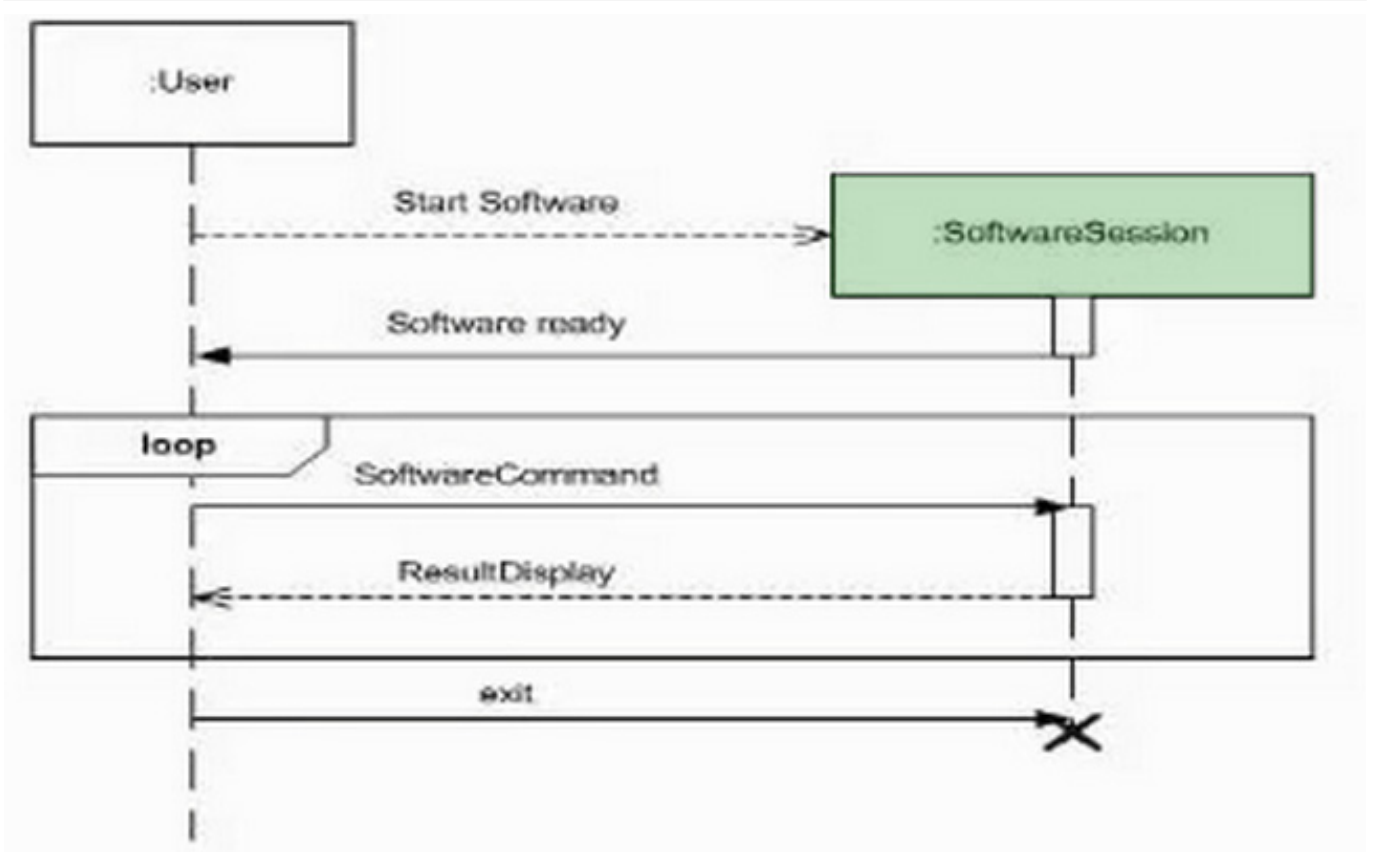 :User
Start Software
:SoftwareSession
Software ready
loop
SoftwareCommand
ResultDisplay
exit